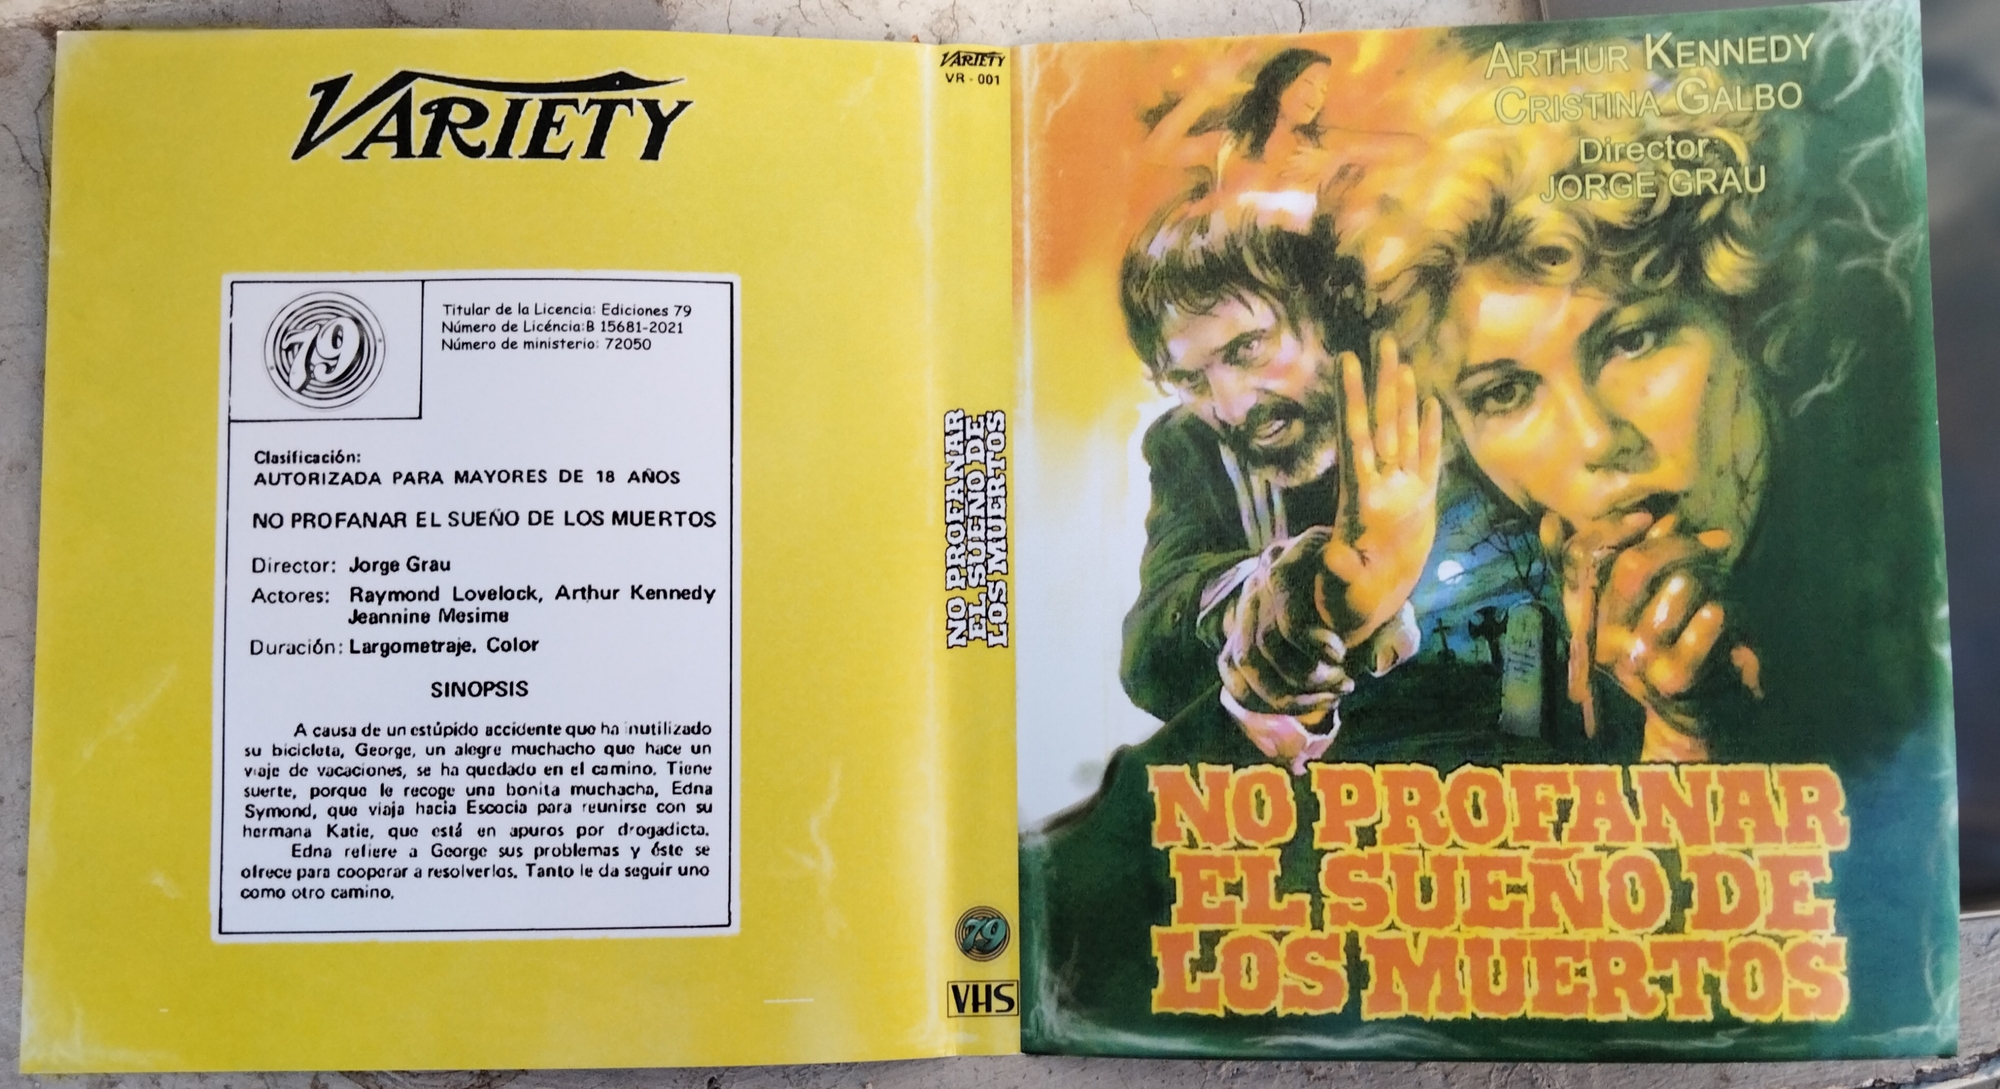 VARIETY
79
Titular de la Licencia: Ediciones 79
Número de Licéncia:B 15681-2021
Número de ministerio: 72050
Clasificación:
AUTORIZADA PARA MAYORES DE 18 AÑOS
NO PROFANAR EL SUEÑO DE LOS MUERTOS
Director: Jorge Grau
Actores: Raymond Lovelock, Arthur Kennedy
Jeannine Mesime
Duración: Largometraje. Color
SINOPSIS
A causa de un estúpido accidente que ha inutilizado
su bicicleta, George, un alegre muchacho que hace un
viaje de vacaciones, se ha quedado en el camino. Tiene
suerte, porque le recoge una bonita muchacha, Edna
Symond, que viaja hacia Escocia para reunirse con su
hermana Katie, que está en apuros por drogadicta.
Edna refiere a George sus problemas y éste se
ofrece para cooperar a resolverlos. Tanto le da seguir uno
como otro camino.
VARIETY
VR - 001
NO PROFANAR
EL SUEÑO DE
LOS MUERTOS
79
VHS
ARTHUR KENNEDY
CRISTINA GALBO
Director
JORGE GRAU
NO PROFANAR
EL SUEÑO DE
LOS MUERTOS